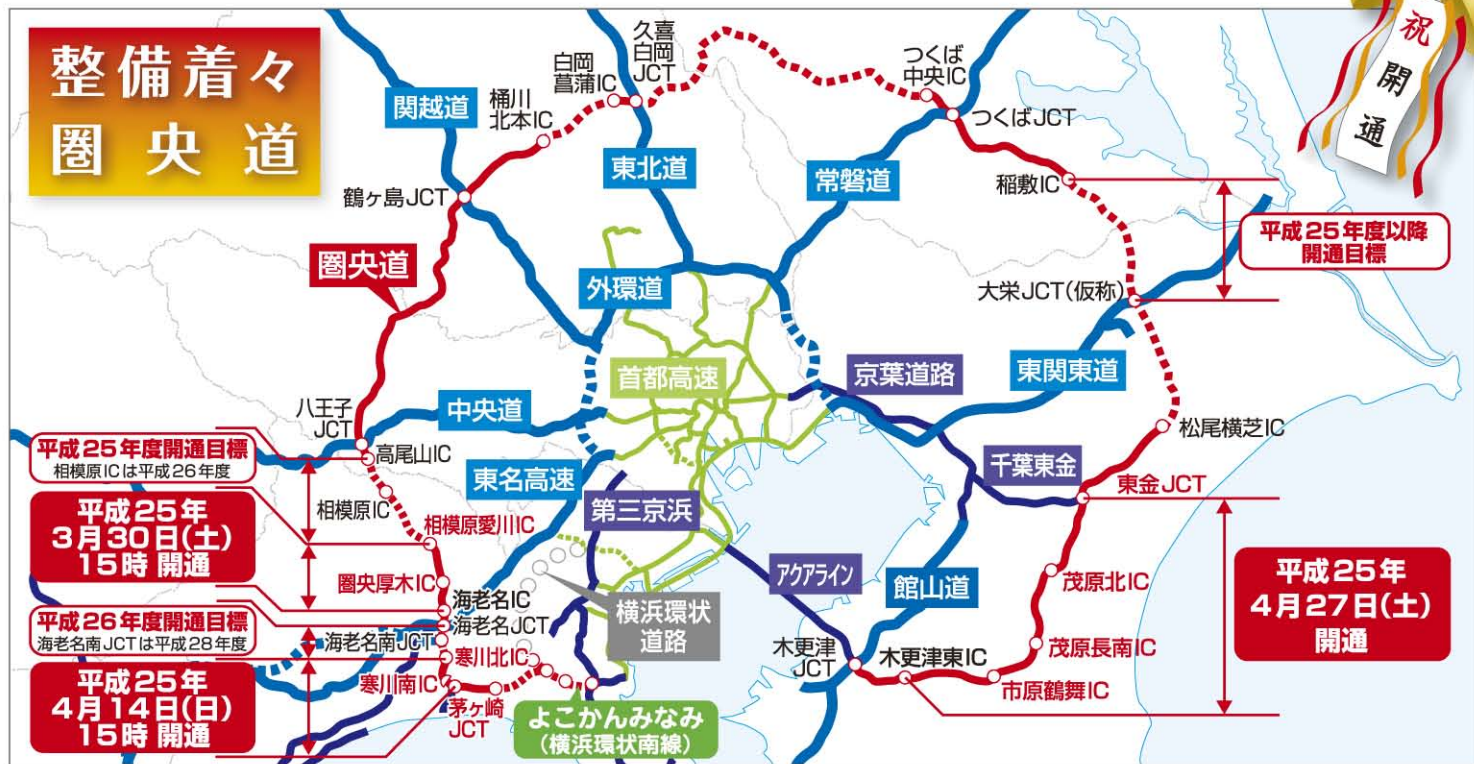 整備着々
圏央道
祝開通
久喜
白岡
JCT
白岡
菖蒲IC
桶川
北本IC
つくば
中央IC
つくばJCT
関越道
東北道
常磐道
稲敷IC
鶴ヶ島JCT
平成25年度以降
開通目標
圏央道
外環道
大栄JCT(仮称)
首都高速
京葉道路
東関東道
八王子
JCT
中央道
松尾横芝IC
平成25年度開通目標
相模原ICは平成26年度
高尾山IC
東名高速
千葉東金
東金JCT
相模原IC
第三京浜
平成25年
3月30日(土)
15時 開通
相模原愛川IC
圏央厚木IC
アクアライン
館山道
茂原北IC
平成25年
4月27日(土)
開通
海老名IC
海老名JCT
横浜環状
道路
平成26年度開通目標
海老名南JCTは平成28年度
海老名南JCT
木更津
JCT
木更津東IC
茂原長南IC
寒川北IC
寒川南IC
市原鶴舞IC
平成25年
4月14日(日)
15時 開通
茅ヶ崎
JCT
よこかんみなみ
(横浜環状南線)